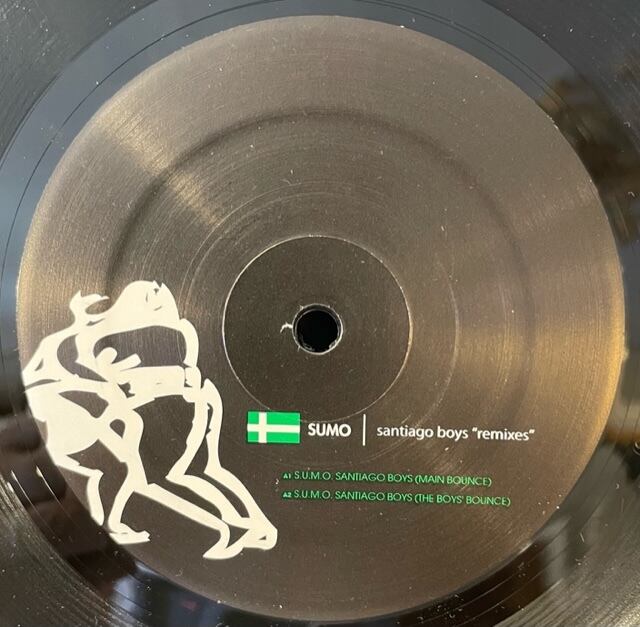 SUMO | santiago boys "remixes"
A1 S.U.M.O. SANTIAGO BOYS (MAIN BOUNCE)
A2 S.U.M.O. SANTIAGO BOYS (THE BOYS' BOUNCE)